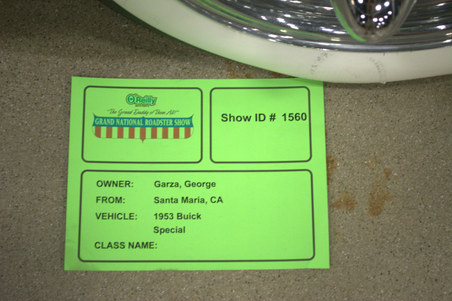 O'Reilly
The Grand Daddy of Them All
GRAND NATIONAL ROADSTER SHOW
Show ID # 1560
OWNER: Garza, George
FROM: Santa Maria, CA
VEHICLE: 1953 Buick
Special
CLASS NAME: